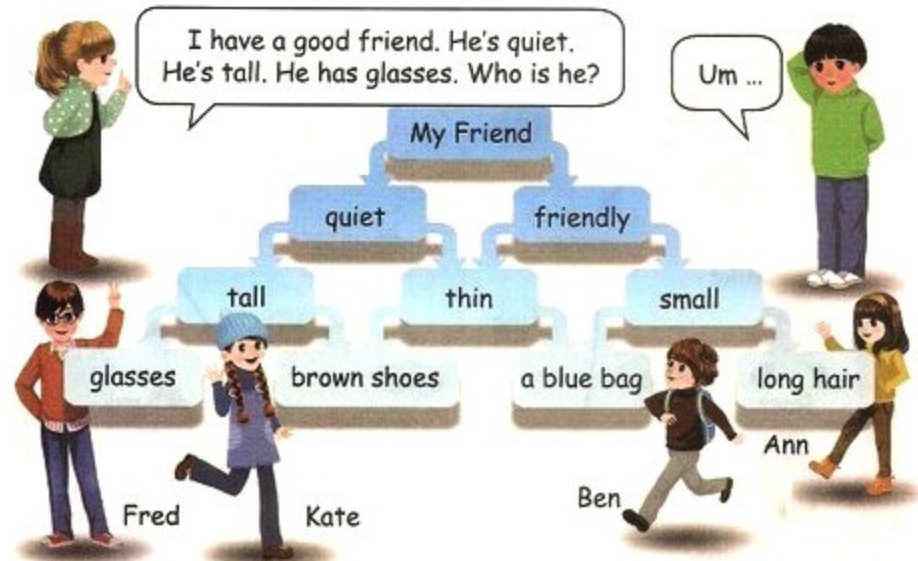 I have a good friend. He's quiet.
He's tall. He has glasses. Who is he?
Um ...
My Friend
quiet
friendly
tall
thin
small
glasses
brown shoes
a blue bag
long hair
Fred
Kate
Ben
Ann